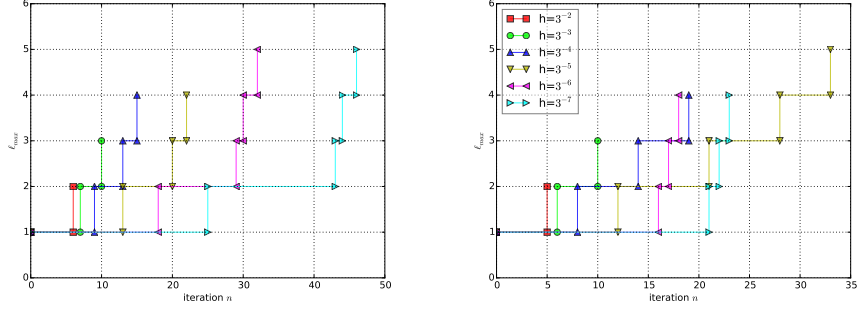 6
5
4
3
2
1
0
ℓmax
0 10 20 30 40 50
iteration n
6
5
4
3
2
1
0
ℓmax
h=3⁻²
h=3⁻³
h=3⁻⁴
h=3⁻⁵
h=3⁻⁶
h=3⁻⁷
0 5 10 15 20 25 30 35
iteration n